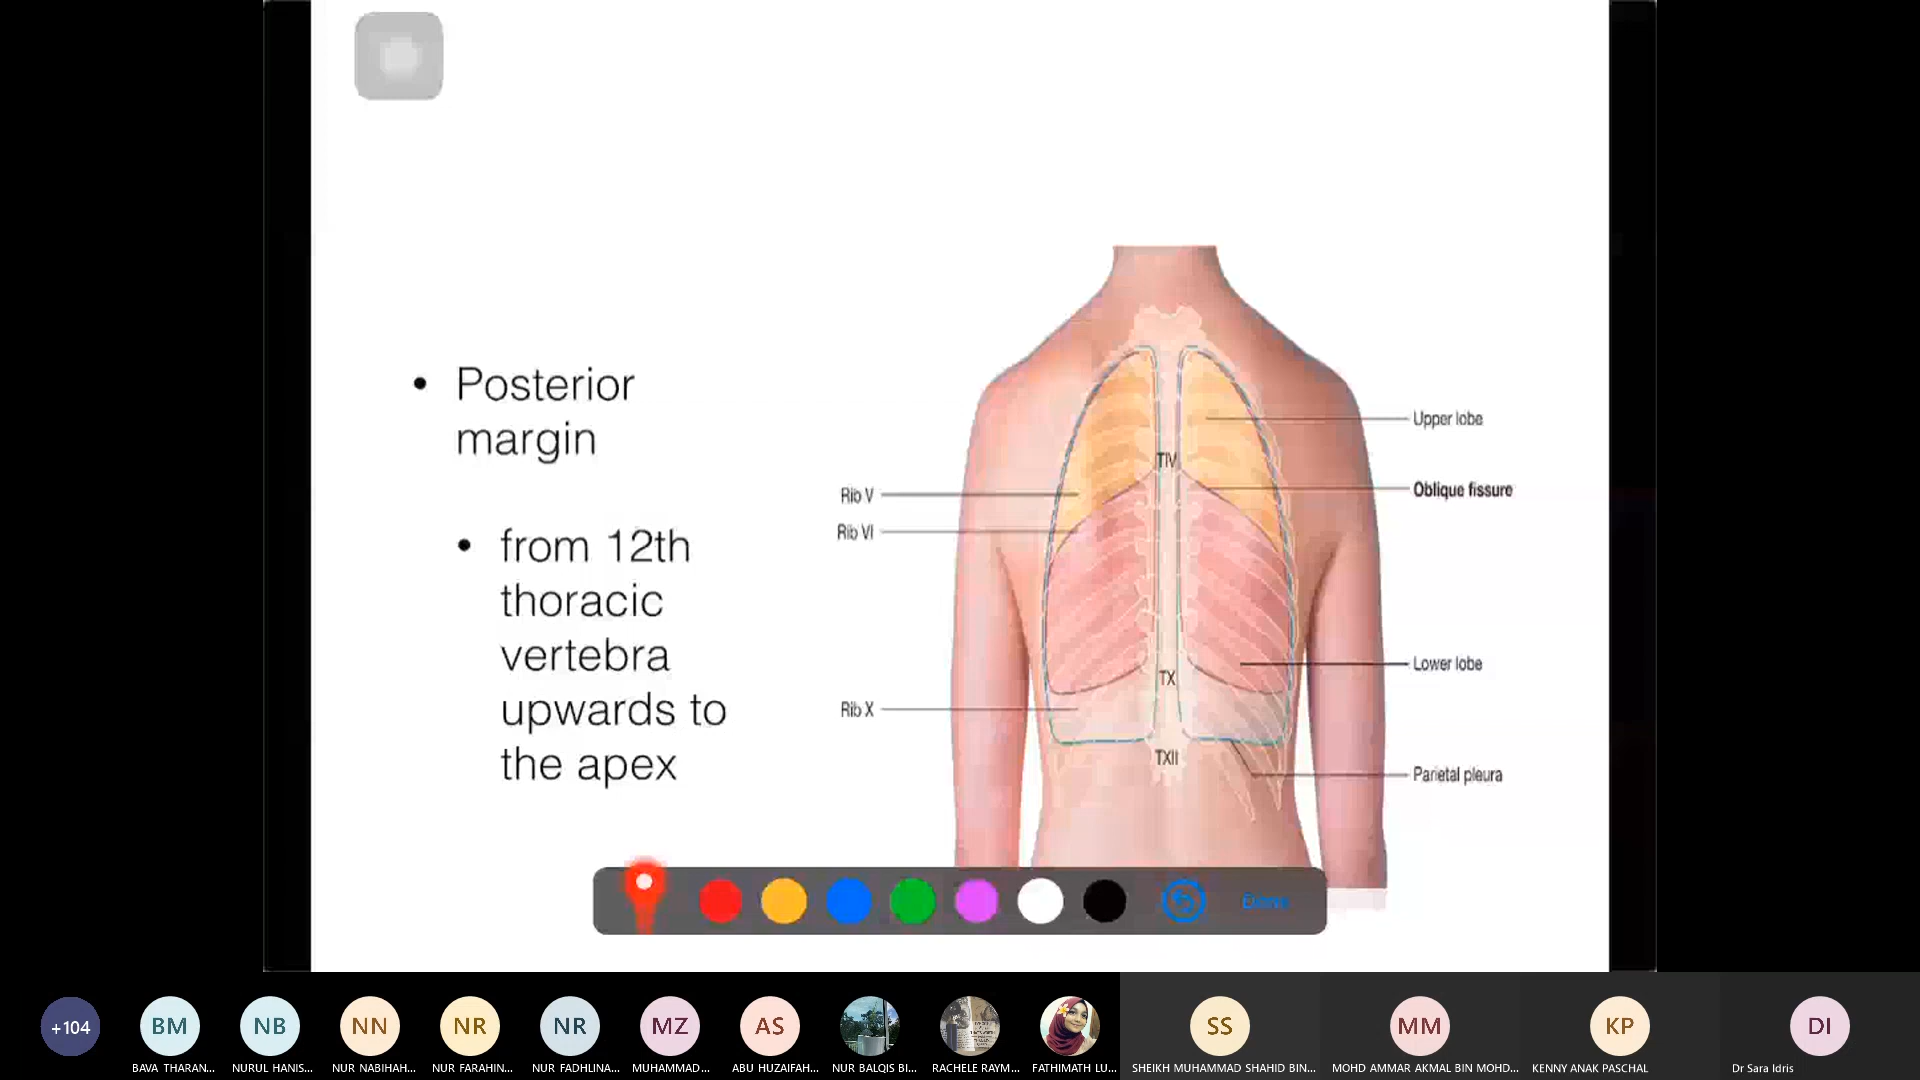 • Posterior
margin
• from 12th
thoracic
vertebra
upwards to
the apex
Upper lobe
TIV
Oblique fissure
Rib V
Rib VI
Lower lobe
TX
Rib X
TXII
Parietal pleura
+104
BM
NB
NN
NR
NR
MZ
AS
SS
MM
KP
DI
BAVA THARAN...
NURUL HANIS...
NUR NABIHAH...
NUR FARAHIN...
NUR FADHLINA...
MUHAMMAD...
ABU HUZAIFAH...
NUR BALQIS BI...
RACHELE RAYM...
FATHIMATH LU...
SHEIKH MUHAMMAD SHAHID BIN...
MOHD AMMAR AKMAL BIN MOHD...
KENNY ANAK PASCHAL
Dr Sara Idris